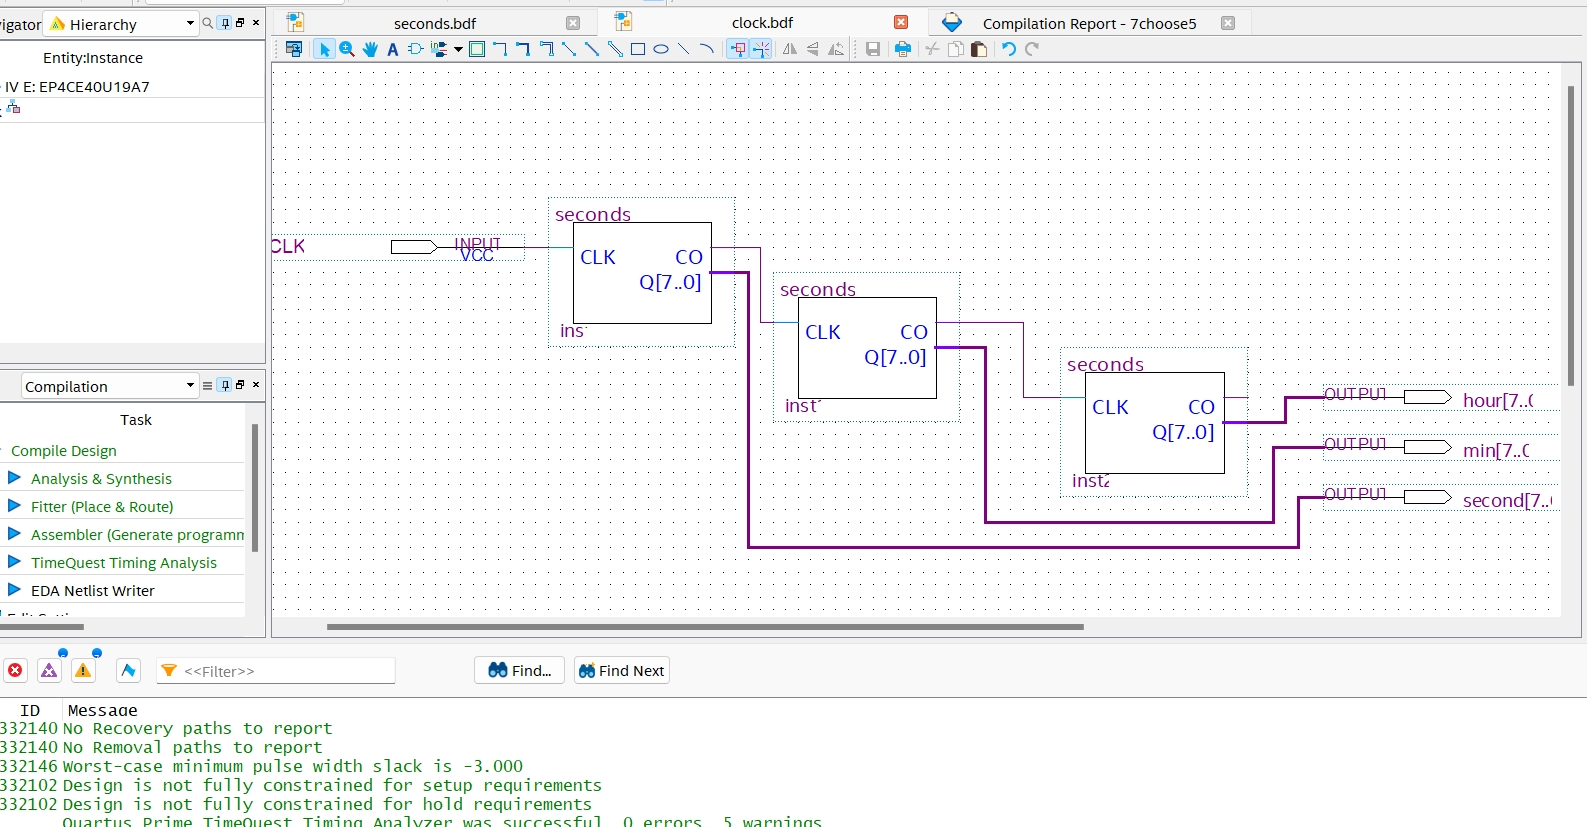 vigator
Hierarchy
Entity:Instance
IV E: EP4CE40U19A7
Compilation
Task
Compile Design
Analysis & Synthesis
Fitter (Place & Route)
Assembler (Generate programm
TimeQuest Timing Analysis
EDA Netlist Writer
seconds.bdf
clock.bdf
Compilation Report - 7choose5
CLK
INPUT
VCC
seconds
CLK CO
Q[7..0]
ins
seconds
CLK CO
Q[7..0]
inst
seconds
CLK CO
Q[7..0]
inst2
OUTPUT
hour[7..0
OUTPUT
min[7..0
OUTPUT
second[7..
<<Filter>>
Find...
Find Next
ID Message
332140 No Recovery paths to report
332140 No Removal paths to report
332146 Worst-case minimum pulse width slack is -3.000
332102 Design is not fully constrained for setup requirements
332102 Design is not fully constrained for hold requirements
Quartus Prime TimeQuest Timing Analyzer was successful. 0 errors, 5 warnings